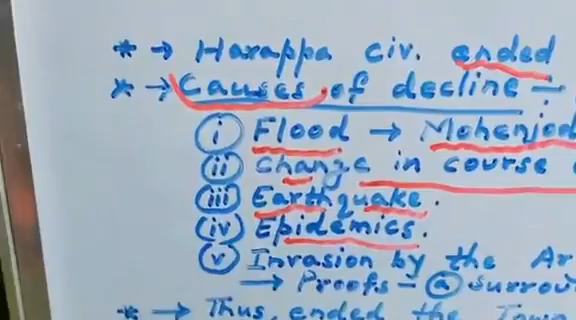 * → Harappa civ. ended
* → Causes of decline -
(i) Flood → Mohenjod
(ii) Change in course
(iii) Earthquake.
(iv) Epidemics.
(v) Invasion by the Ar
→ Proofs - (a) surrou
* → Thus, ended the Town